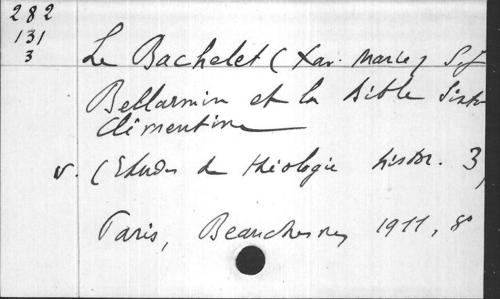 282
131
3
Le Bachelet (Xav. Marie) S.J
Bellarmin et la Bible Sixto
Clémentine
v. (Etudes de théologie histor. 3)
Paris, Beauchesne, 1911, 8°